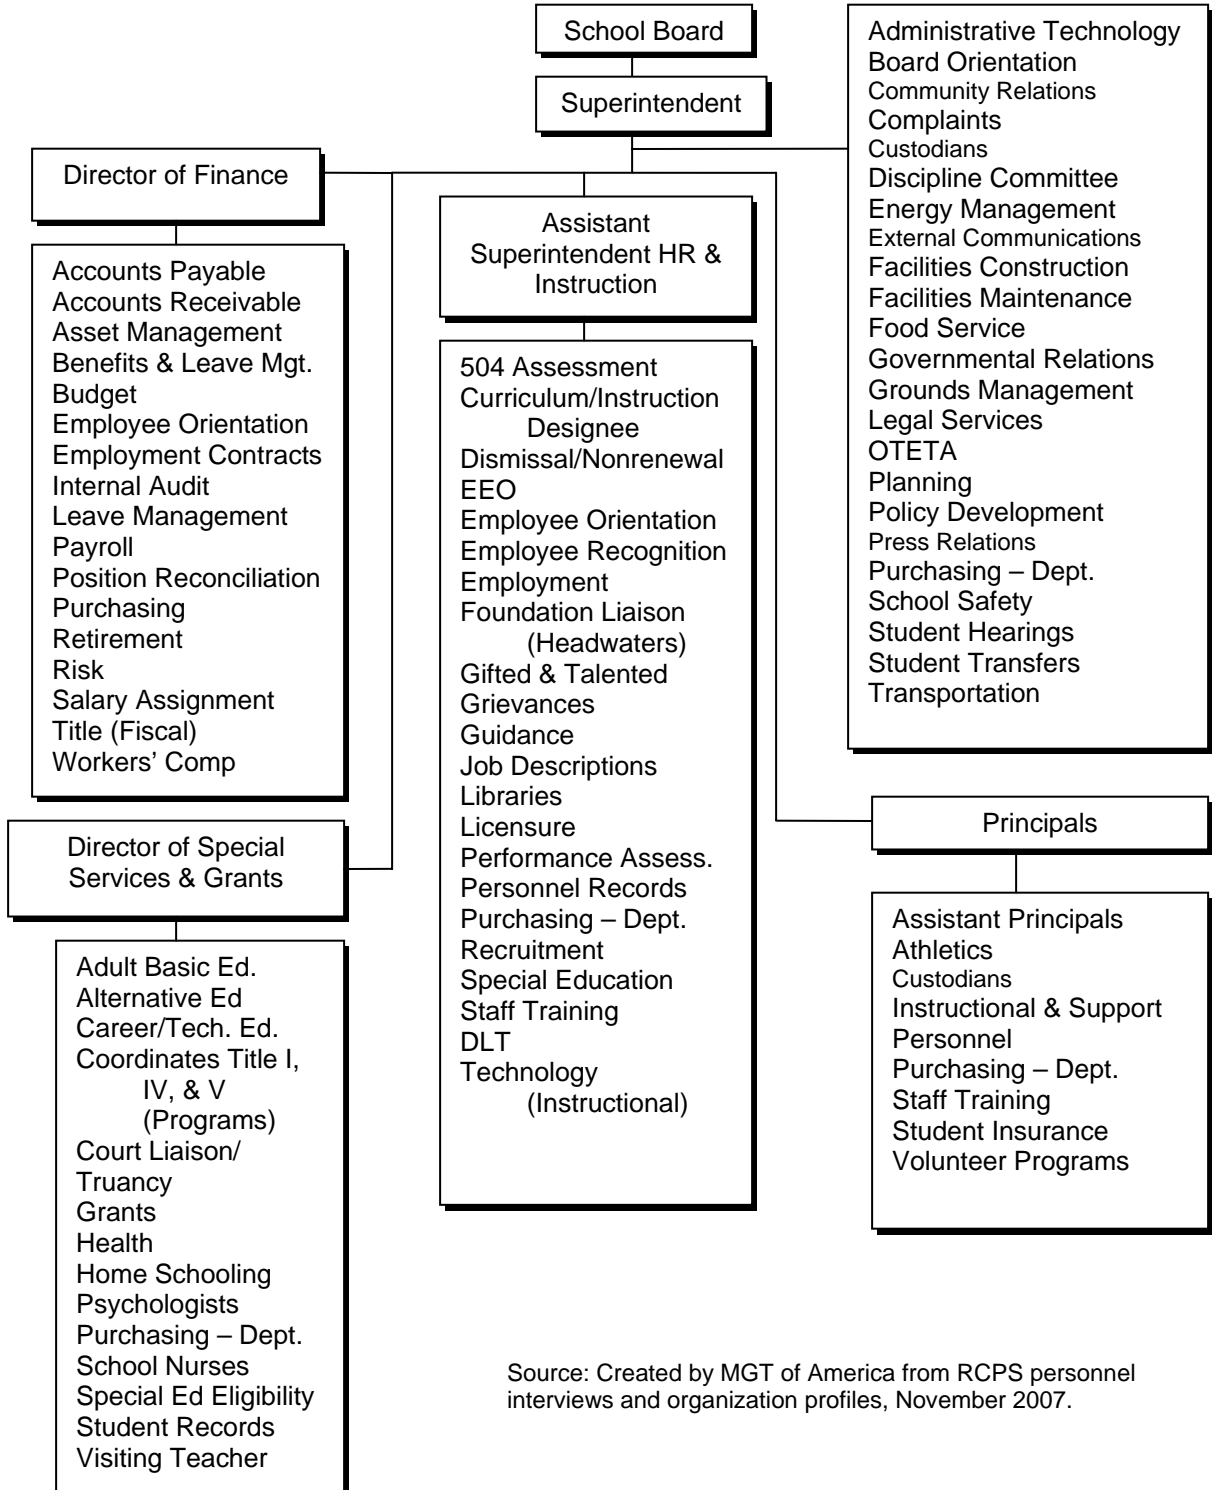 School Board
Superintendent
Administrative Technology
Board Orientation
Community Relations
Complaints
Custodians
Discipline Committee
Energy Management
External Communications
Facilities Construction
Facilities Maintenance
Food Service
Governmental Relations
Grounds Management
Legal Services
OTETA
Planning
Policy Development
Press Relations
Purchasing – Dept.
School Safety
Student Hearings
Student Transfers
Transportation
Director of Finance
Accounts Payable
Accounts Receivable
Asset Management
Benefits & Leave Mgt.
Budget
Employee Orientation
Employment Contracts
Internal Audit
Leave Management
Payroll
Position Reconciliation
Purchasing
Retirement
Risk
Salary Assignment
Title (Fiscal)
Workers’ Comp
Assistant
Superintendent HR &
Instruction
504 Assessment
Curriculum/Instruction
Designee
Dismissal/Nonrenewal
EEO
Employee Orientation
Employee Recognition
Employment
Foundation Liaison
(Headwaters)
Gifted & Talented
Grievances
Guidance
Job Descriptions
Libraries
Licensure
Performance Assess.
Personnel Records
Purchasing – Dept.
Recruitment
Special Education
Staff Training
DLT
Technology
(Instructional)
Director of Special
Services & Grants
Adult Basic Ed.
Alternative Ed
Career/Tech. Ed.
Coordinates Title I,
IV, & V
(Programs)
Court Liaison/
Truancy
Grants
Health
Home Schooling
Psychologists
Purchasing – Dept.
School Nurses
Special Ed Eligibility
Student Records
Visiting Teacher
Principals
Assistant Principals
Athletics
Custodians
Instructional & Support
Personnel
Purchasing – Dept.
Staff Training
Student Insurance
Volunteer Programs
Source: Created by MGT of America from RCPS personnel
interviews and organization profiles, November 2007.